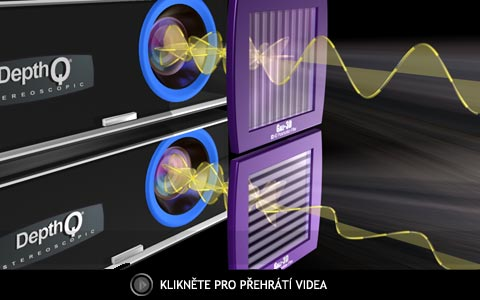 DepthQ®
STEREOSCOPIC
DepthQ®
STEREOSCOPIC
KLIKNĚTE PRO PŘEHRÁTÍ VIDEA